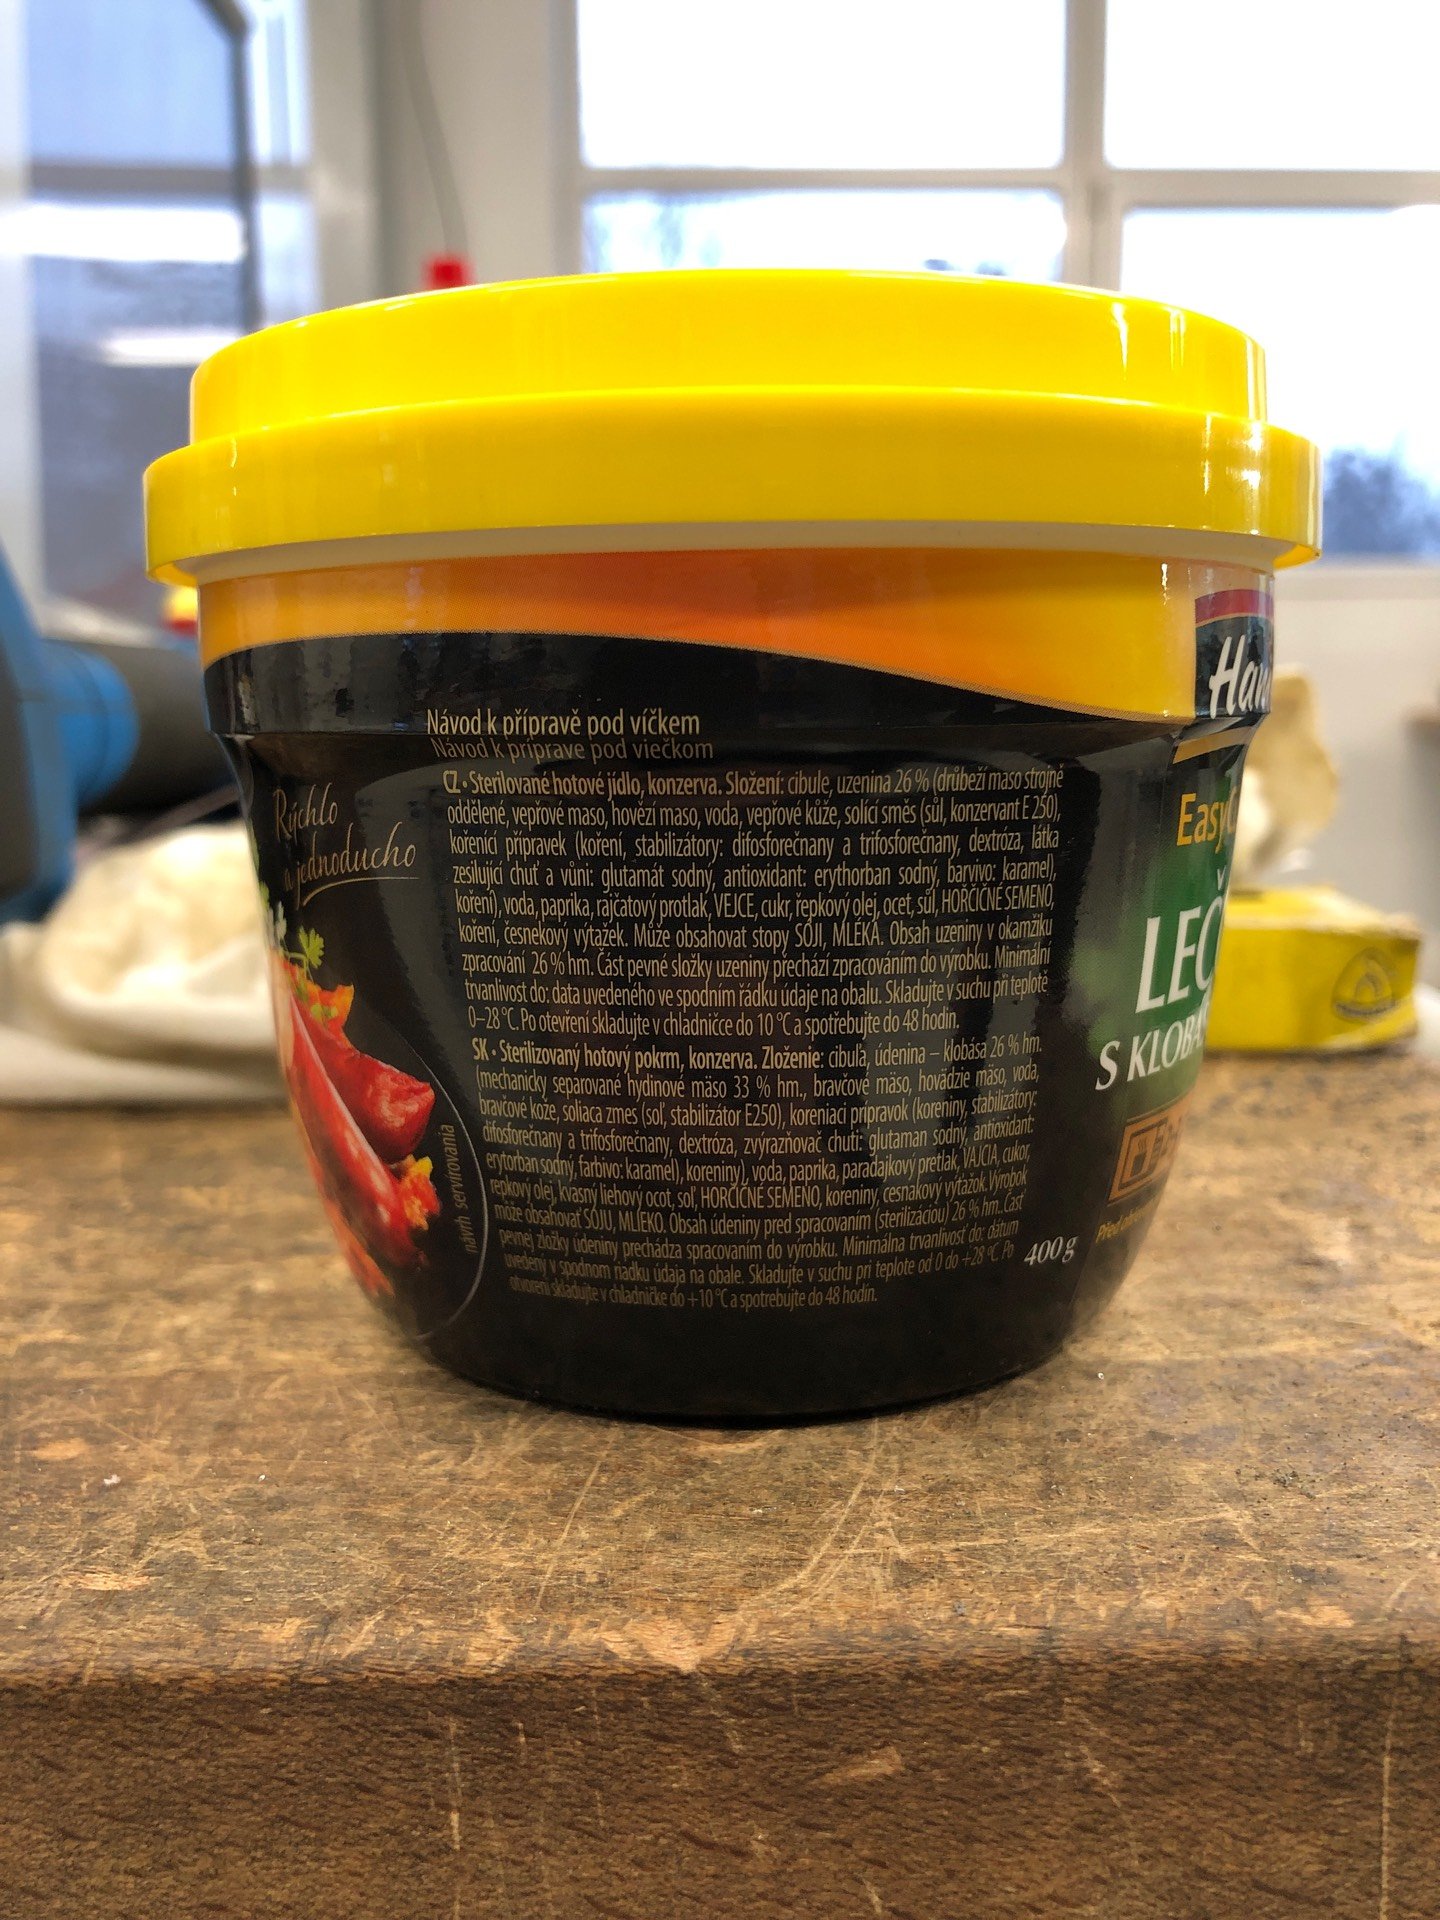 Návod k přípravě pod víčkem
Návod k príprave pod viečkom
CZ • Sterilované hotové jídlo, konzerva. Složení: cibule, uzenina 26 % (drůbeží maso strojně
oddělené, vepřové maso, hovězí maso, voda, vepřové kůže, solící směs (sůl, konzervant E 250),
kořenící přípravek (koření, stabilizátory: difosforečnany a trifosforečnany, dextróza, látka
zesilující chuť a vůni: glutamát sodný, antioxidant: erythorban sodný, barvivo: karamel),
koření), voda, paprika, rajčatový protlak, VEJCE, cukr, řepkový olej, ocet, sůl, HOŘČIČNÉ SEMENO,
koření, česnekový výtažek. Může obsahovat stopy SÓJI, MLÉKA. Obsah uzeniny v okamžiku
zpracování 26 % hm. Část pevné složky uzeniny přechází zpracováním do výrobku. Minimální
trvanlivost do: data uvedeného ve spodním řádku údaje na obalu. Skladujte v suchu při teplotě
0–28 °C. Po otevření skladujte v chladničce do 10 °C a spotřebujte do 48 hodin.
SK • Sterilizovaný hotový pokrm, konzerva. Zloženie: cibuľa, údenina – klobása 26 % hm.
(mechanicky separované hydinové mäso 33 % hm., bravčové mäso, hovädzie mäso, voda,
bravčové kože, soliaca zmes (soľ, stabilizátor E250), koreniaci prípravok (koreniny, stabilizátory:
difosforečnany a trifosforečnany, dextróza, zvýrazňovač chuti: glutaman sodný, antioxidant:
erytorban sodný, farbivo: karamel), koreniny), voda, paprika, paradajkový pretlak, VAJCIA, cukor,
repkový olej, kvasný liehový ocot, soľ, HORČIČNÉ SEMENO, koreniny, cesnakový výťažok. Výrobok
môže obsahovať SÓJU, MLIEKO. Obsah údeniny pred spracovaním (sterilizáciou) 26 % hm.. Časť
pevnej zložky údeniny prechádza spracovaním do výrobku. Minimálna trvanlivosť do: dátum
uvedený v spodnom riadku údaja na obale. Skladujte v suchu pri teplote od 0 do +28 °C. Po
otvorení skladujte v chladničke do +10 °C a spotrebujte do 48 hodín.
400 g
Rýchlo
a jednoducho
návrh servírovania
Ham
Easy
LEČ
S KLOBÁS
Před